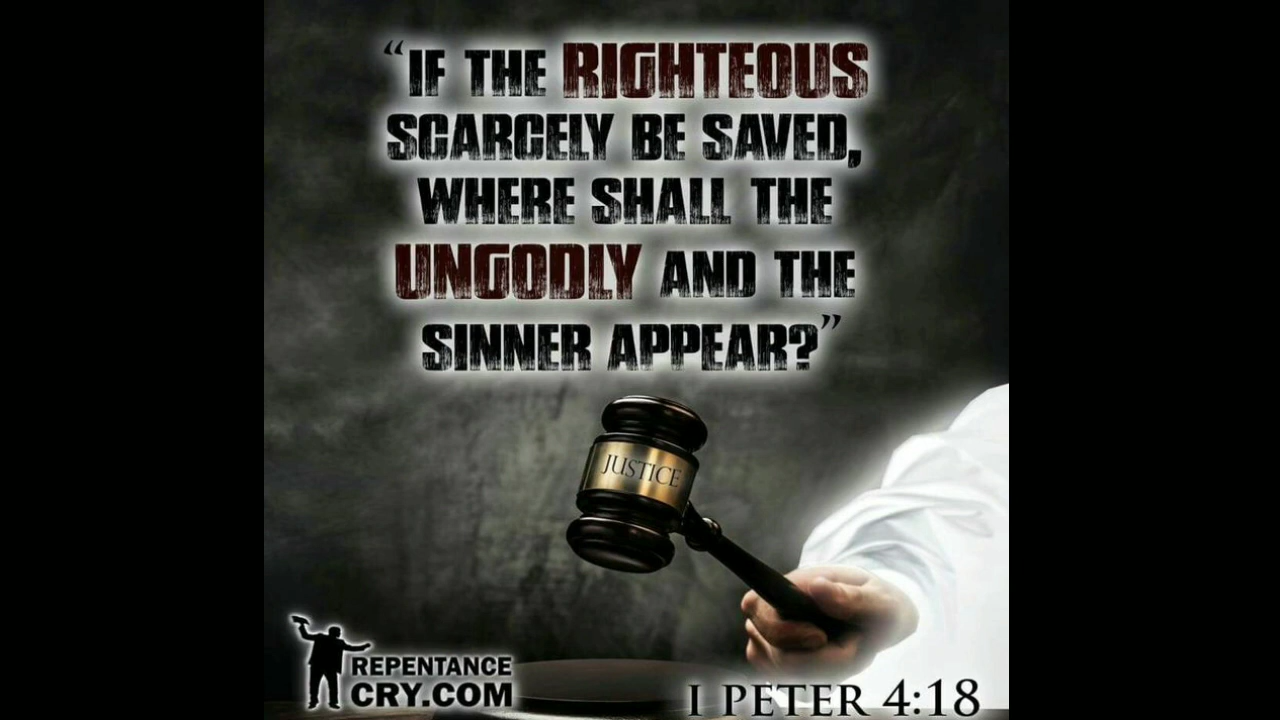 “IF THE RIGHTEOUS
SCARCELY BE SAVED,
WHERE SHALL THE
UNGODLY AND THE
SINNER APPEAR?”
JUSTICE
REPENTANCE
CRY.COM
I PETER 4:18